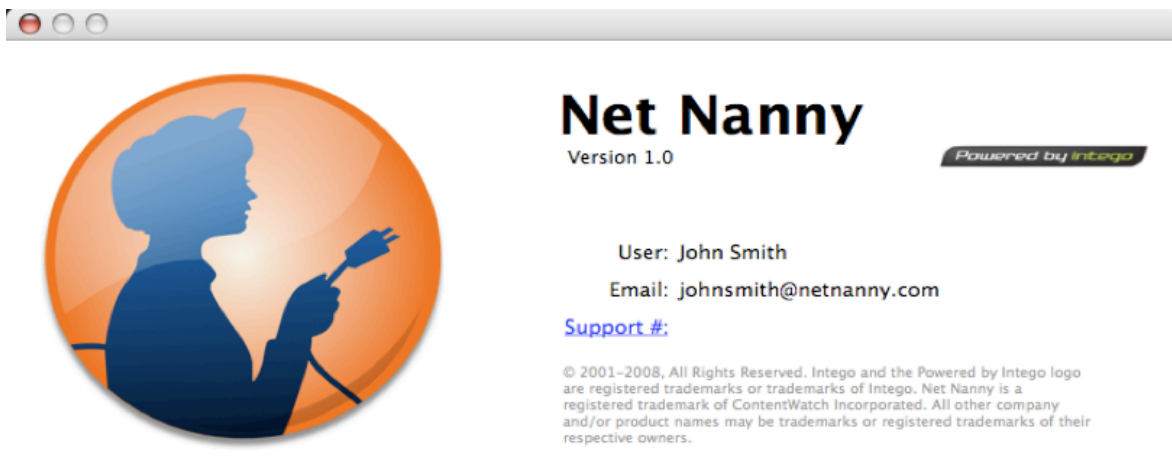 Net Nanny
Version 1.0
Powered by intego
User: John Smith
Email: johnsmith@netnanny.com
Support #:
© 2001–2008, All Rights Reserved. Intego and the Powered by Intego logo
are registered trademarks or trademarks of Intego. Net Nanny is a
registered trademark of ContentWatch Incorporated. All other company
and/or product names may be trademarks or registered trademarks of their
respective owners.